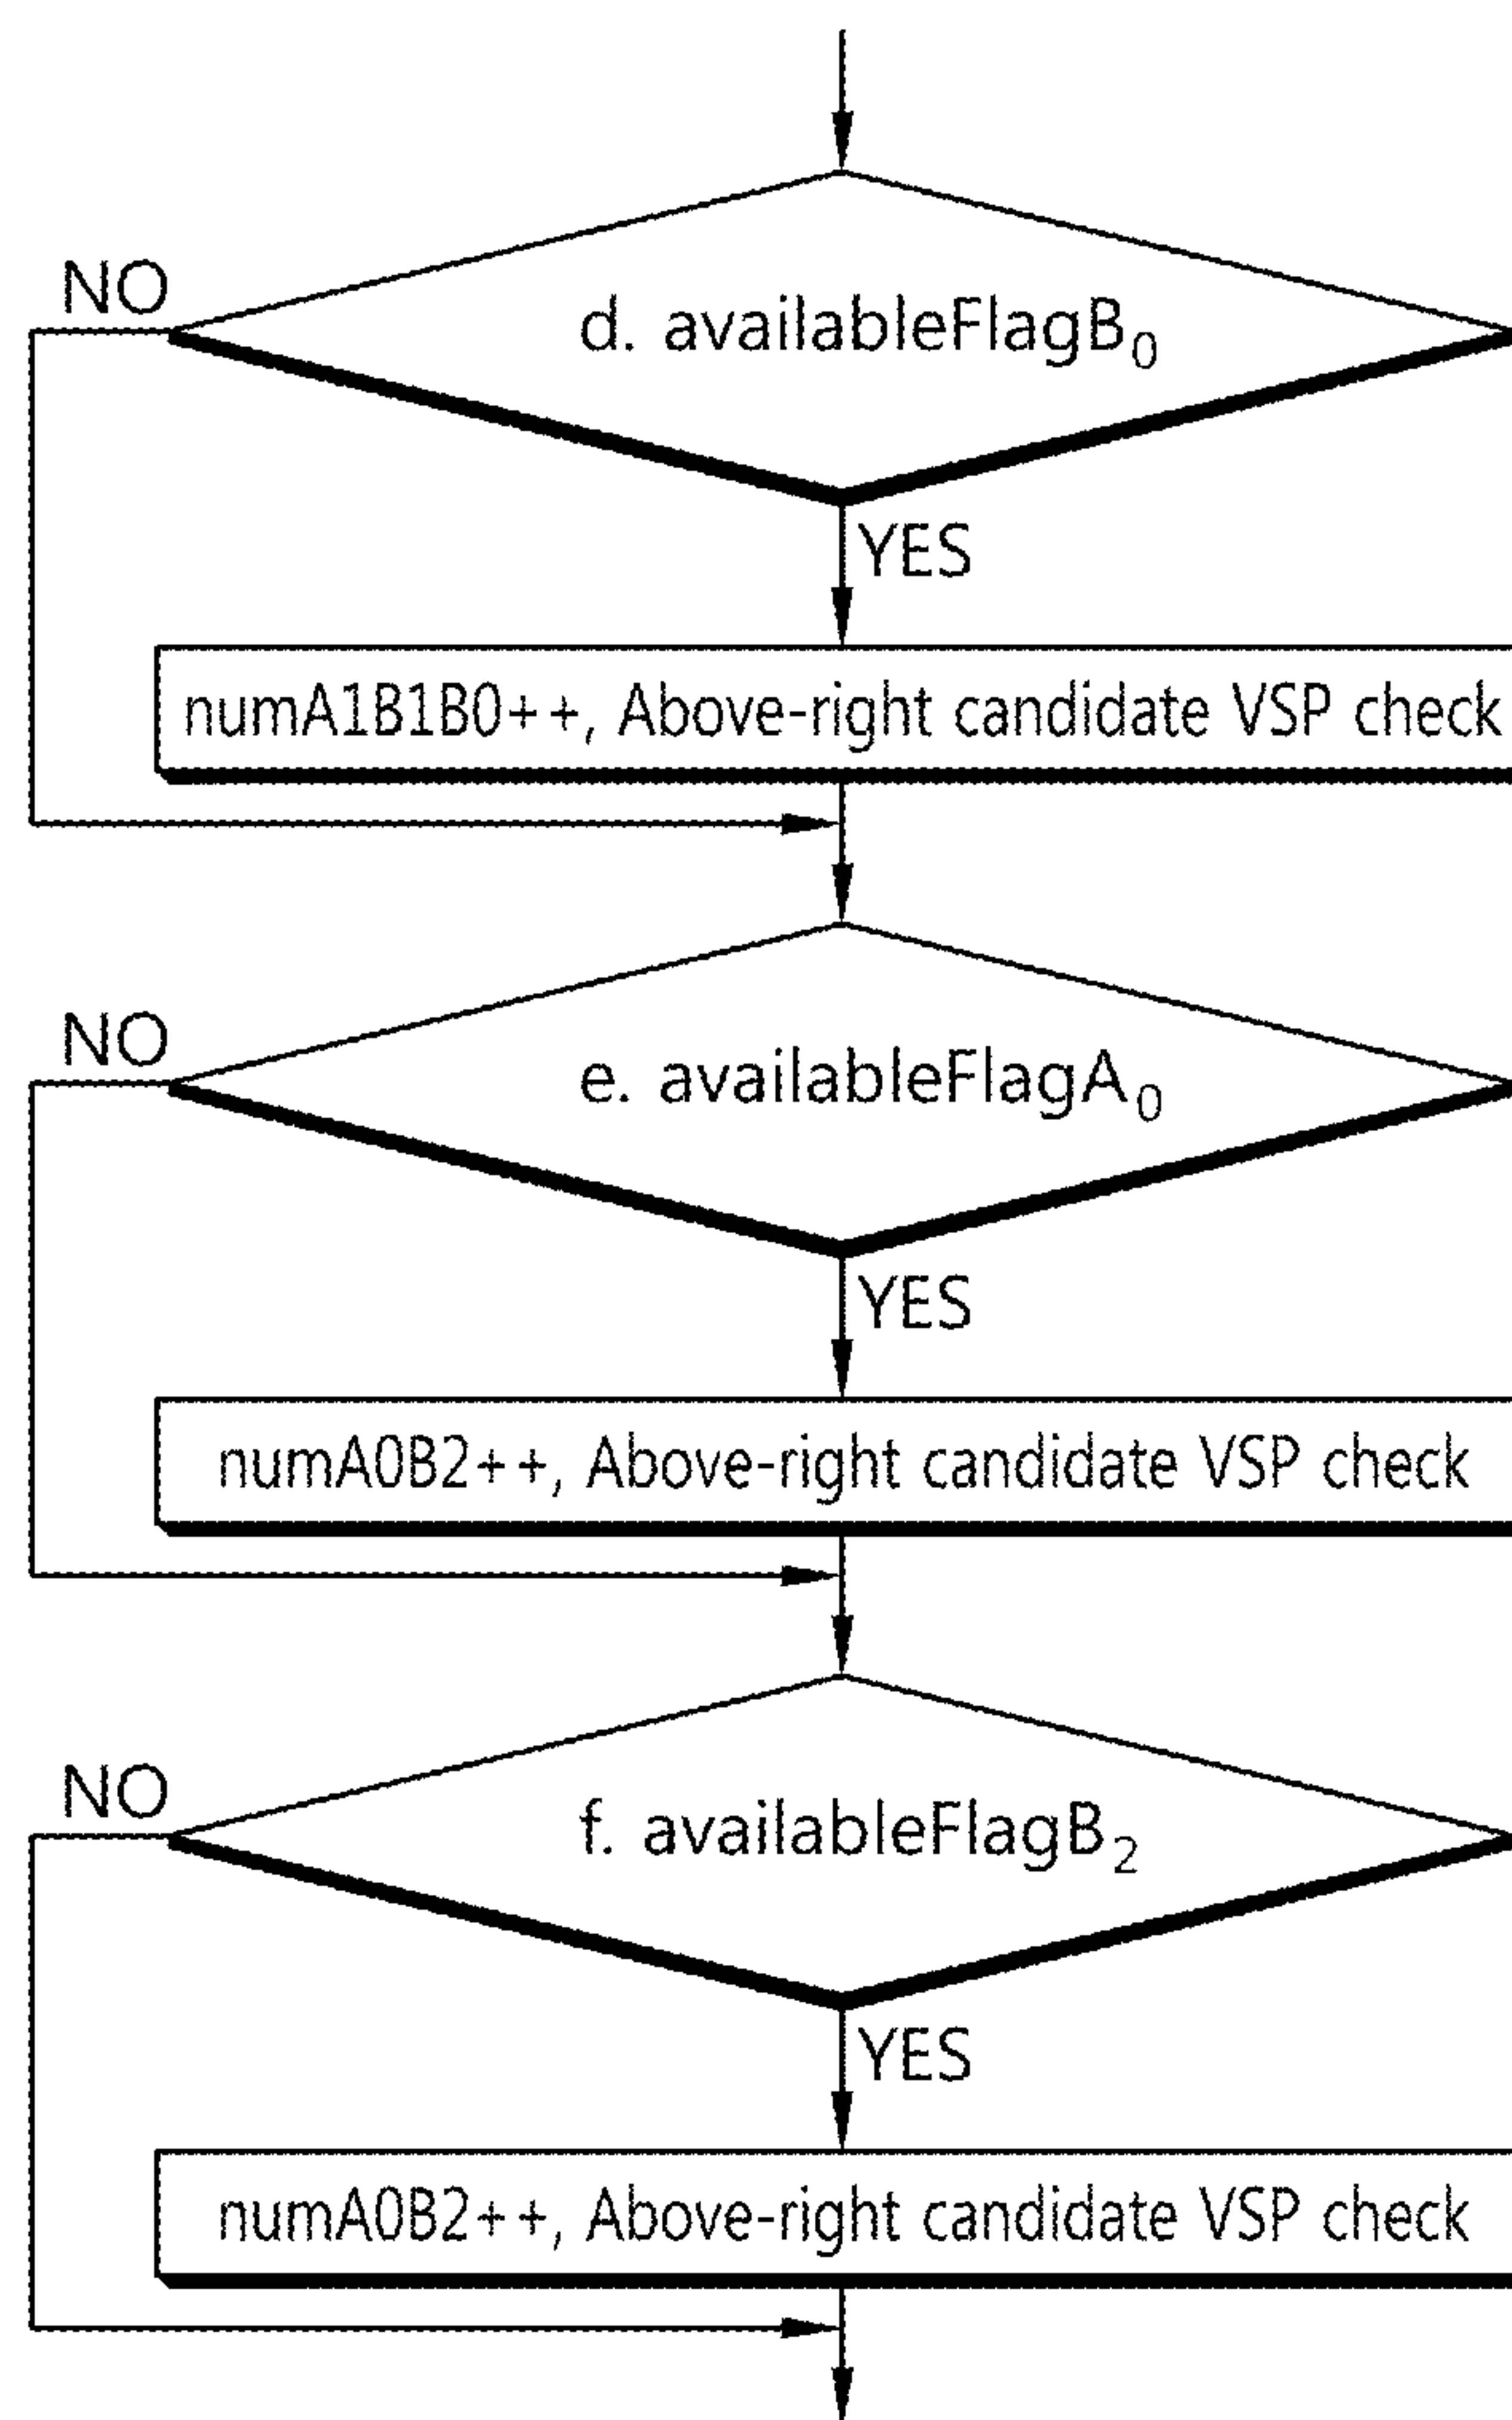 NO
d. availableFlagB₀
YES
numA1B1B0++, Above-right candidate VSP check
NO
e. availableFlagA₀
YES
numA0B2++, Above-right candidate VSP check
NO
f. availableFlagB₂
YES
numA0B2++, Above-right candidate VSP check